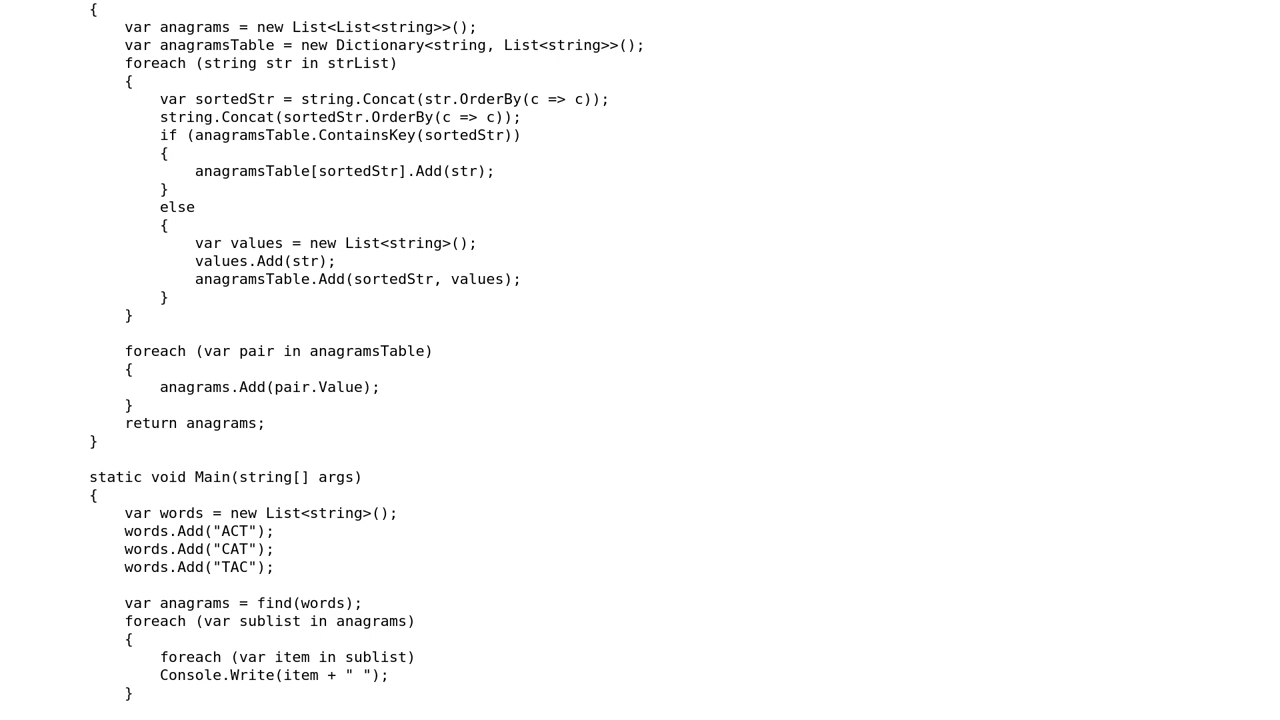 {
var anagrams = new List<List<string>>();
var anagramsTable = new Dictionary<string, List<string>>();
foreach (string str in strList)
{
var sortedStr = string.Concat(str.OrderBy(c => c));
string.Concat(sortedStr.OrderBy(c => c));
if (anagramsTable.ContainsKey(sortedStr))
{
anagramsTable[sortedStr].Add(str);
}
else
{
var values = new List<string>();
values.Add(str);
anagramsTable.Add(sortedStr, values);
}
}
foreach (var pair in anagramsTable)
{
anagrams.Add(pair.Value);
}
return anagrams;
}
static void Main(string[] args)
{
var words = new List<string>();
words.Add("ACT");
words.Add("CAT");
words.Add("TAC");
var anagrams = find(words);
foreach (var sublist in anagrams)
{
foreach (var item in sublist)
Console.Write(item + " ");
}